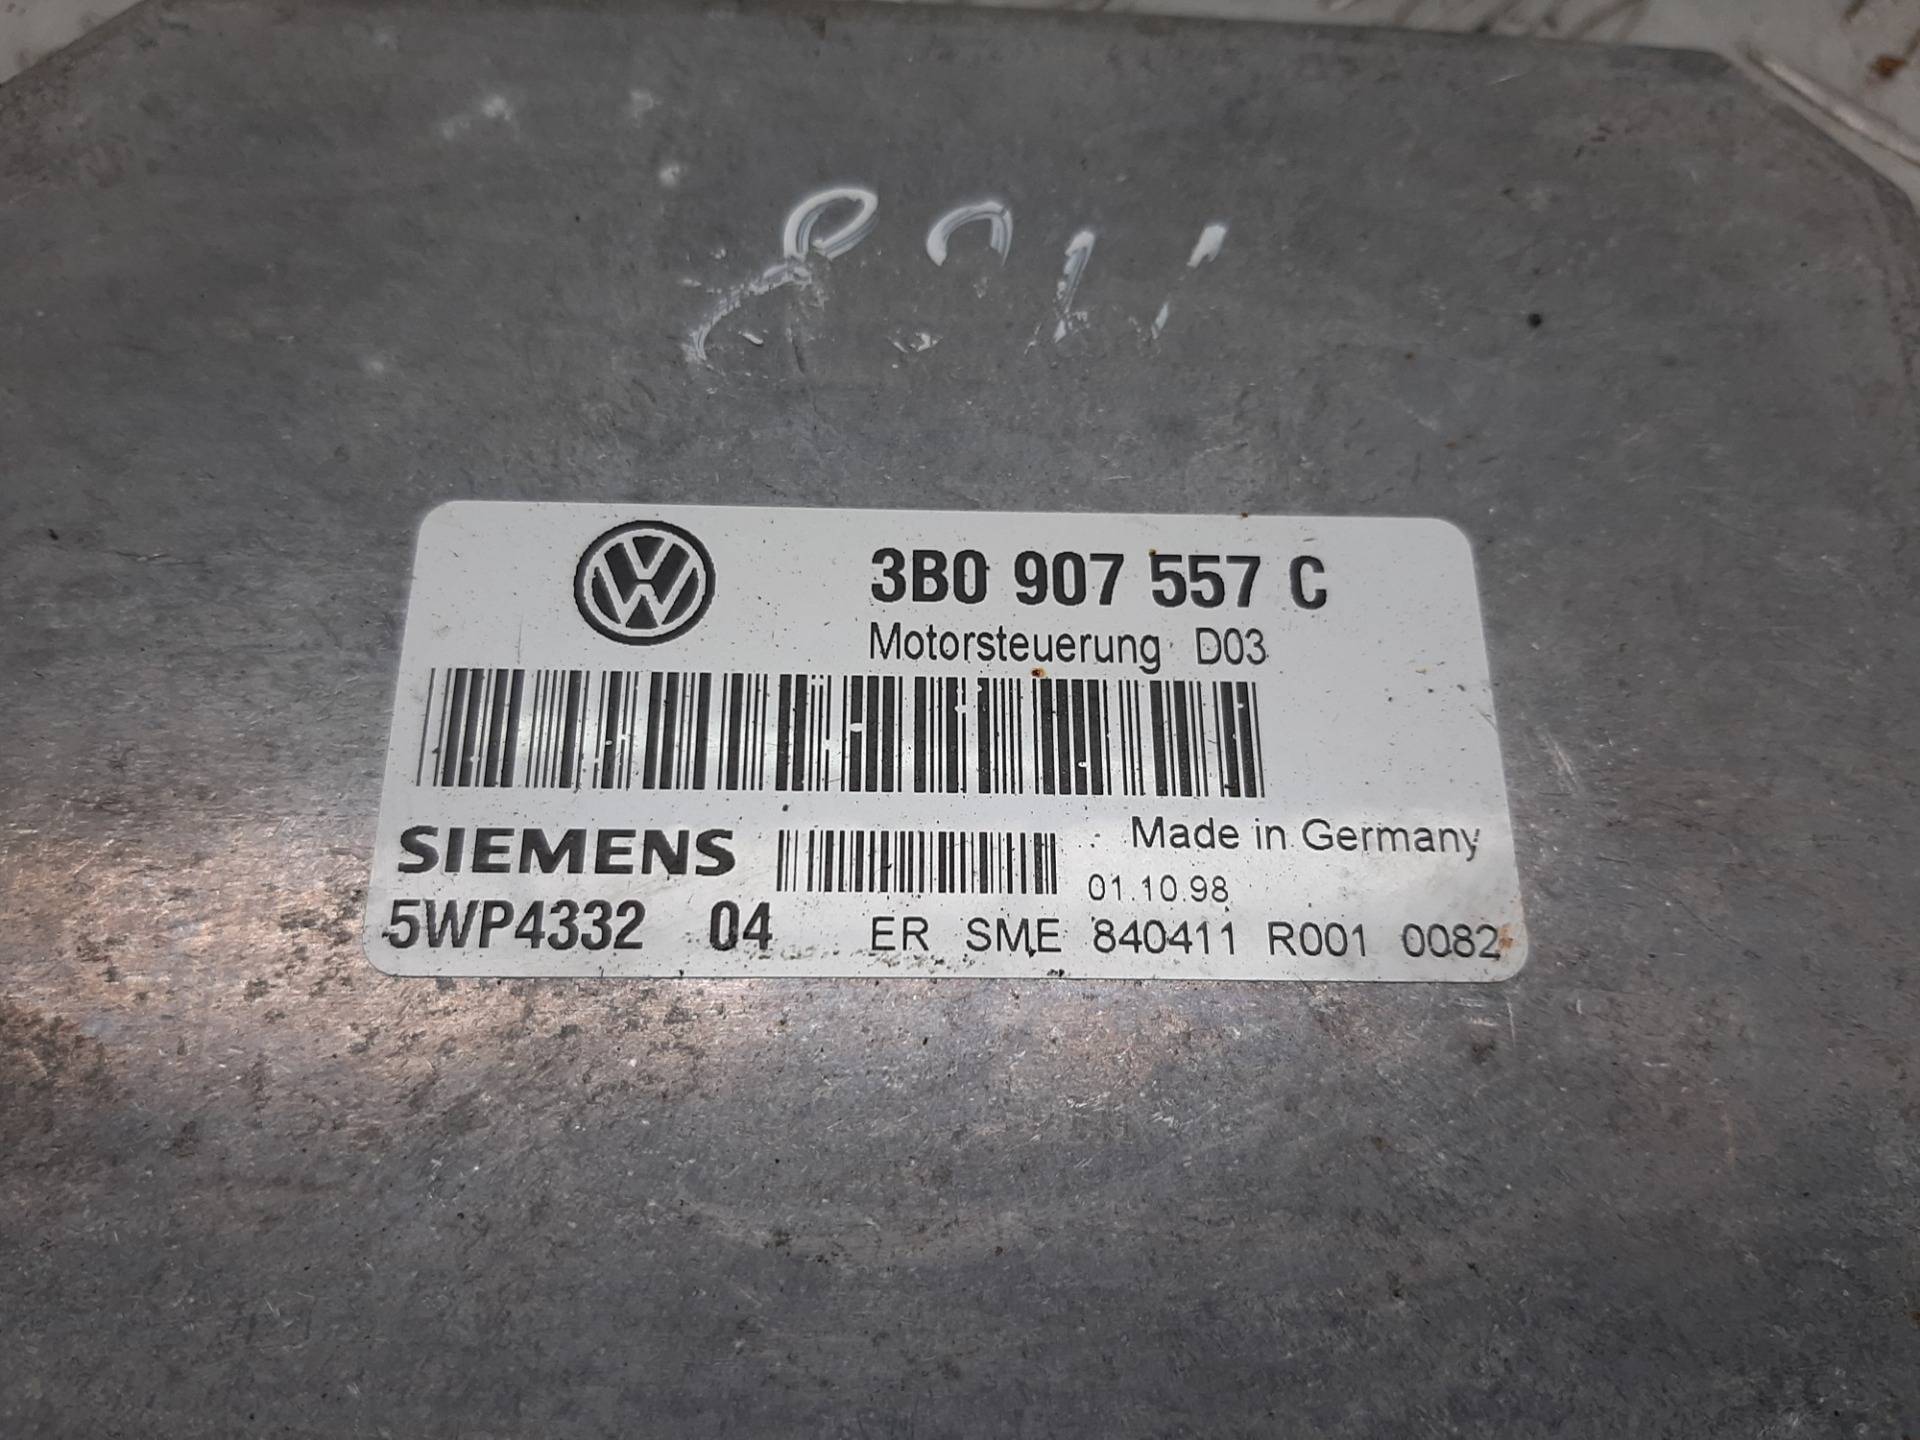 3B0 907 557 C
Motorsteuerung D03
SIEMENS
Made in Germany
01.10.98
5WP4332 04 ER SME 840411 R001 0082